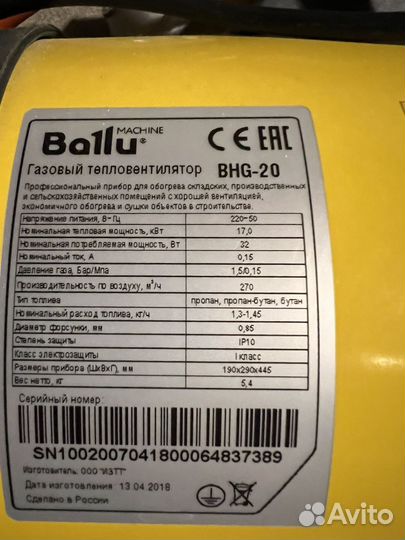 MACHINE
Ballu® CE EAC
Газовый тепловентилятор BHG-20
Профессиональный прибор для обогрева складских, производственных
и сельскохозяйственных помещений с хорошей вентиляцией,
экономичного обогрева и сушки объектов в строительстве.
Напряжение питания, В~Гц 220~50
Номинальная тепловая мощность, кВт 17,0
Номинальная потребляемая мощность, Вт 32
Номинальный ток, А 0,15
Давление газа, Бар/Мпа 1,5/0,15
Производительность по воздуху, м³/ч 270
Тип топлива пропан, пропан-бутан, бутан
Номинальный расход топлива, кг/ч 1,3-1,45
Диаметр форсунки, мм 0,85
Степень защиты IP10
Класс электрозащиты I класс
Размеры прибора (ШхВхГ), мм 190x290x445
Вес нетто, кг 5,4
Серийный номер:
SN1002007041800064837389
Изготовитель: ООО "ИЗТТ"
Дата изготовления: 13.04.2018
Сделано в России
Avito